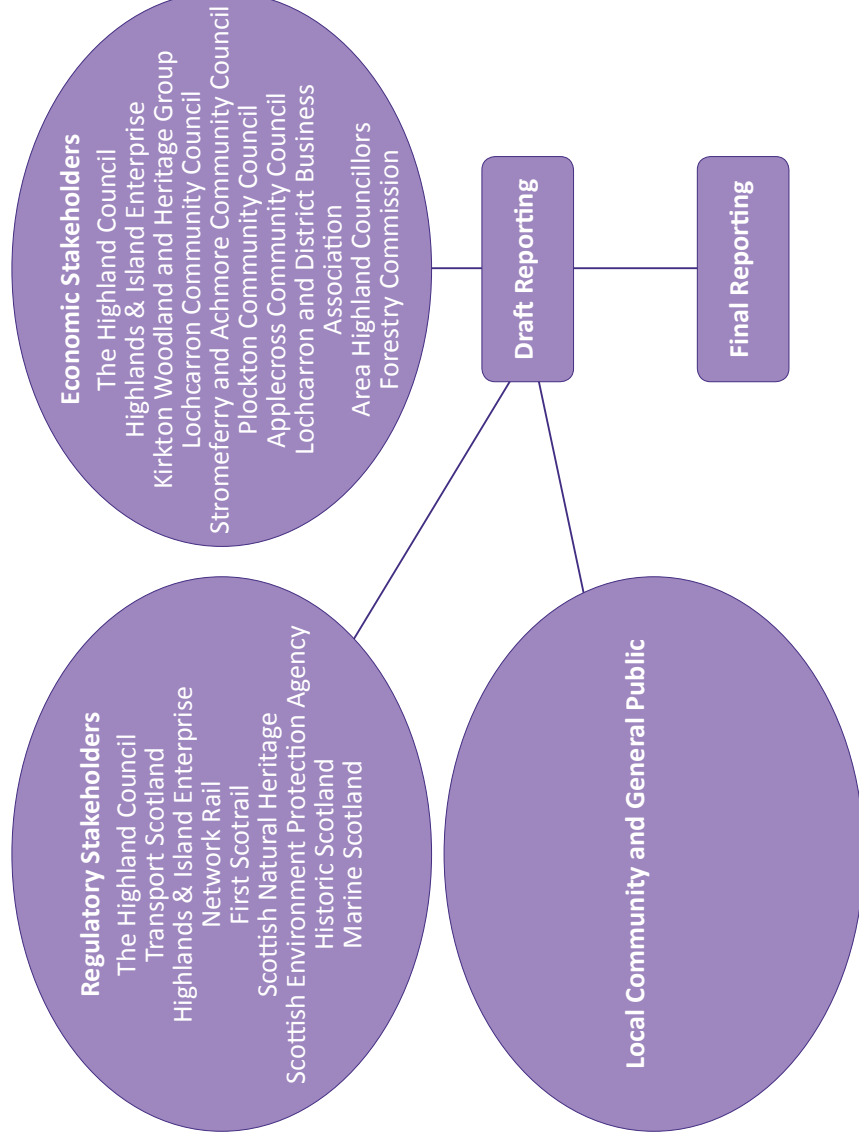 Regulatory Stakeholders
The Highland Council
Transport Scotland
Highlands & Island Enterprise
Network Rail
First Scotrail
Scottish Natural Heritage
Scottish Environment Protection Agency
Historic Scotland
Marine Scotland
Economic Stakeholders
The Highland Council
Highlands & Island Enterprise
Kirkton Woodland and Heritage Group
Lochcarron Community Council
Stromeferry and Achmore Community Council
Plockton Community Council
Applecross Community Council
Lochcarron and District Business
Association
Area Highland Councillors
Forestry Commission
Local Community and General Public
Draft Reporting
Final Reporting